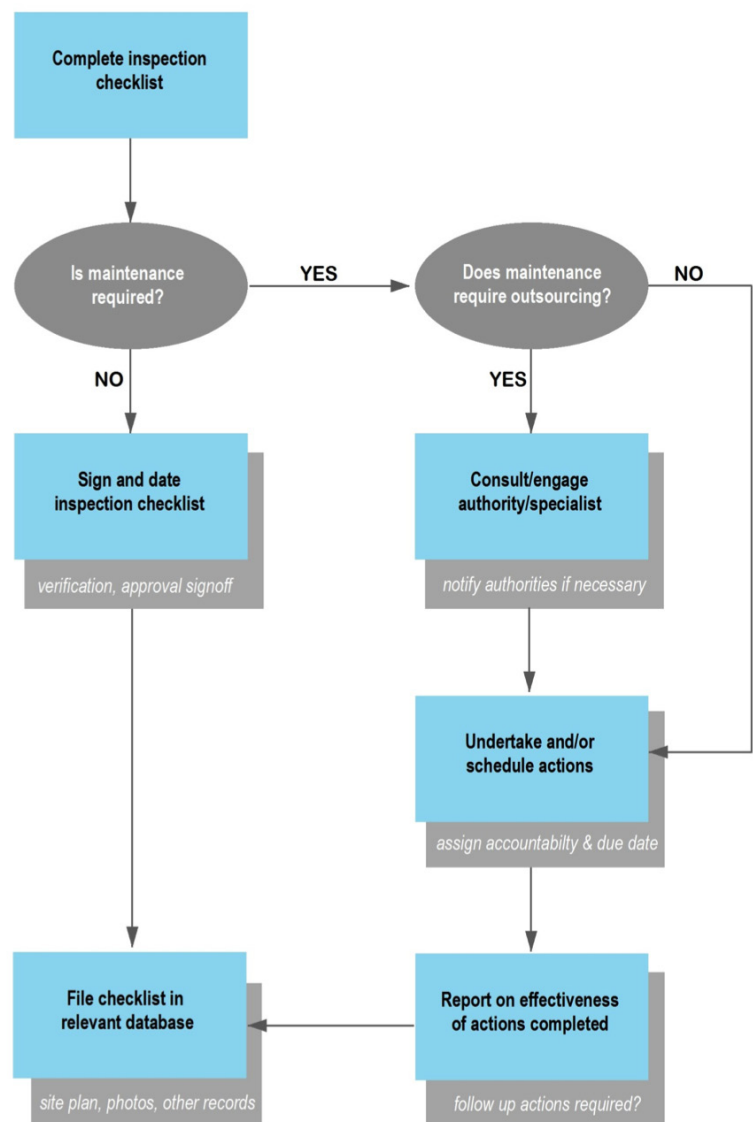 Complete inspection
checklist
Is maintenance
required?
YES
Does maintenance
require outsourcing?
NO
NO
YES
Sign and date
inspection checklist
verification, approval signoff
Consult/engage
authority/specialist
notify authorities if necessary
Undertake and/or
schedule actions
assign accountabilty & due date
File checklist in
relevant database
site plan, photos, other records
Report on effectiveness
of actions completed
follow up actions required?